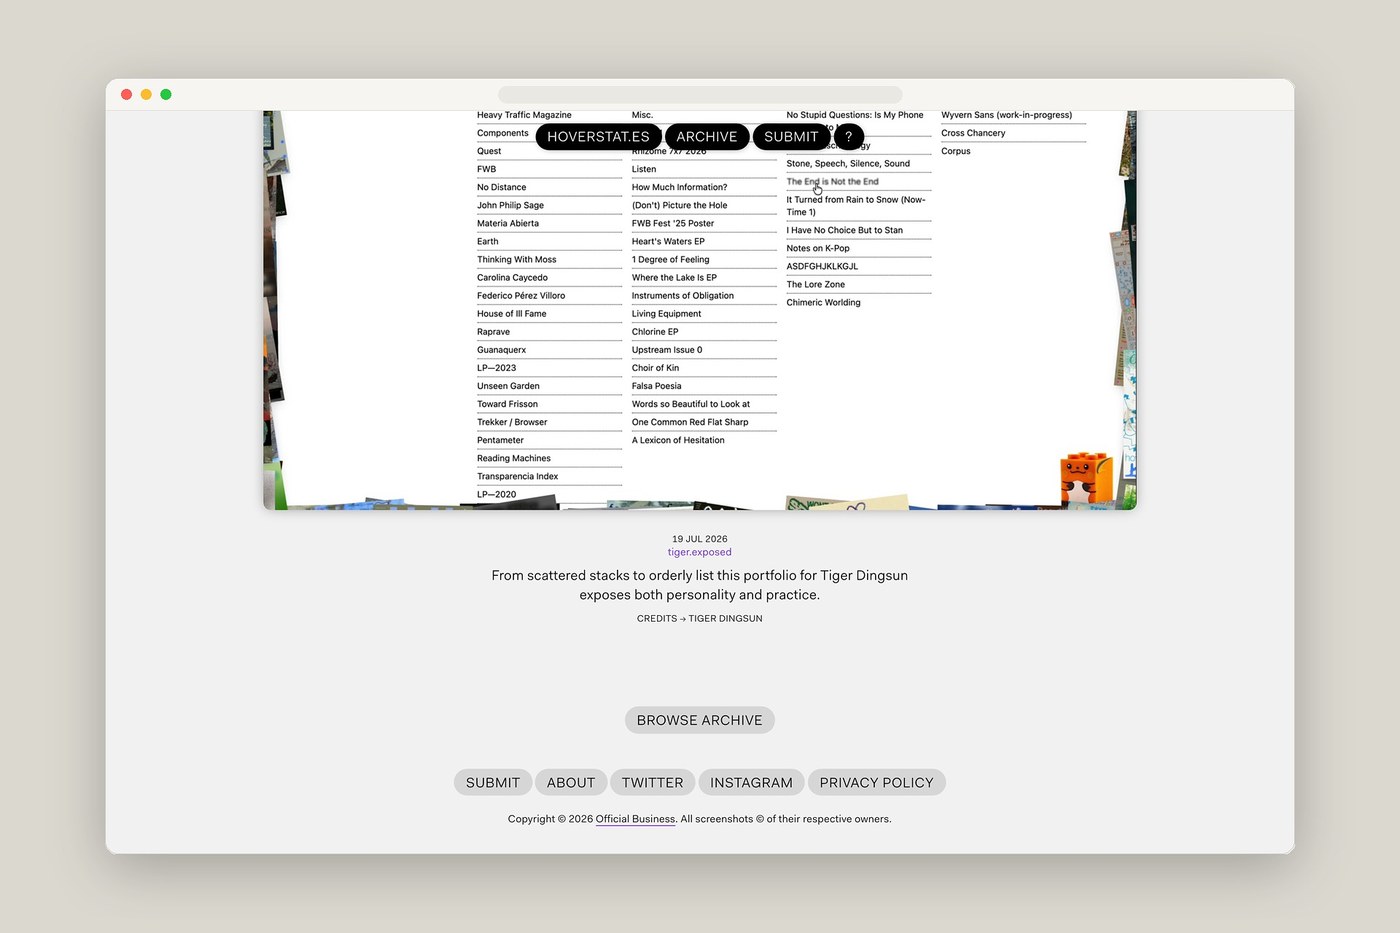 HOVERSTAT.ES
ARCHIVE
SUBMIT
?
Heavy Traffic Magazine
Components
Quest
FWB
No Distance
John Philip Sage
Materia Abierta
Earth
Thinking With Moss
Carolina Caycedo
Federico Pérez Villoro
House of Ill Fame
Raprave
Guanaquerx
LP—2023
Unseen Garden
Toward Frisson
Trekker / Browser
Pentameter
Reading Machines
Transparencia Index
LP—2020
Misc.
Rhizome 7x7 2026
Listen
How Much Information?
(Don't) Picture the Hole
FWB Fest '25 Poster
Heart's Waters EP
1 Degree of Feeling
Where the Lake Is EP
Instruments of Obligation
Living Equipment
Chlorine EP
Upstream Issue 0
Choir of Kin
Falsa Poesia
Words so Beautiful to Look at
One Common Red Flat Sharp
A Lexicon of Hesitation
No Stupid Questions: Is My Phone
Stone, Speech, Silence, Sound
The End is Not the End
It Turned from Rain to Snow (Now-
Time 1)
I Have No Choice But to Stan
Notes on K-Pop
ASDFGHJKLKGJL
The Lore Zone
Chimeric Worlding
Wyvern Sans (work-in-progress)
Cross Chancery
Corpus
19 JUL 2026
tiger.exposed
From scattered stacks to orderly list this portfolio for Tiger Dingsun
exposes both personality and practice.
CREDITS → TIGER DINGSUN
BROWSE ARCHIVE
SUBMIT
ABOUT
TWITTER
INSTAGRAM
PRIVACY POLICY
Copyright © 2026 Official Business. All screenshots © of their respective owners.